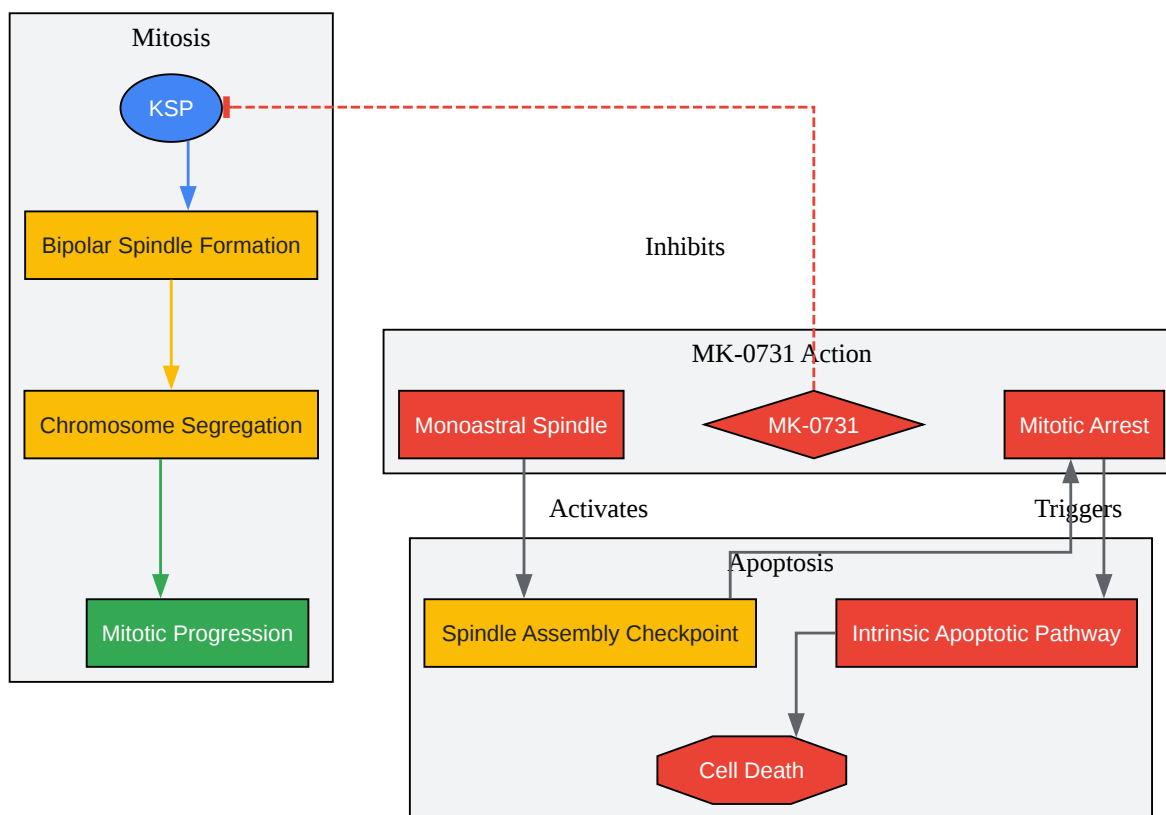 Mitosis
KSP
Bipolar Spindle Formation
Inhibits
MK-0731 Action
Chromosome Segregation
Monoastral Spindle
MK-0731
Mitotic Arrest
Activates
Triggers
Apoptosis
Mitotic Progression
Spindle Assembly Checkpoint
Intrinsic Apoptotic Pathway
Cell Death